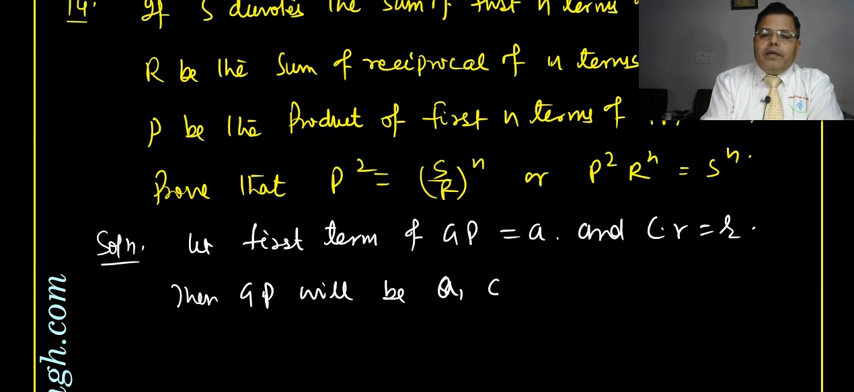 14. If S denotes the sum of first n terms
R be the Sum of reciprocal of n terms
P be the Product of first n terms of
Prove that P² = (S/R)ⁿ or P² Rⁿ = Sⁿ.
Soln. Let first term of GP = a. and C.r = r.
Then GP will be a, c
ngh.com